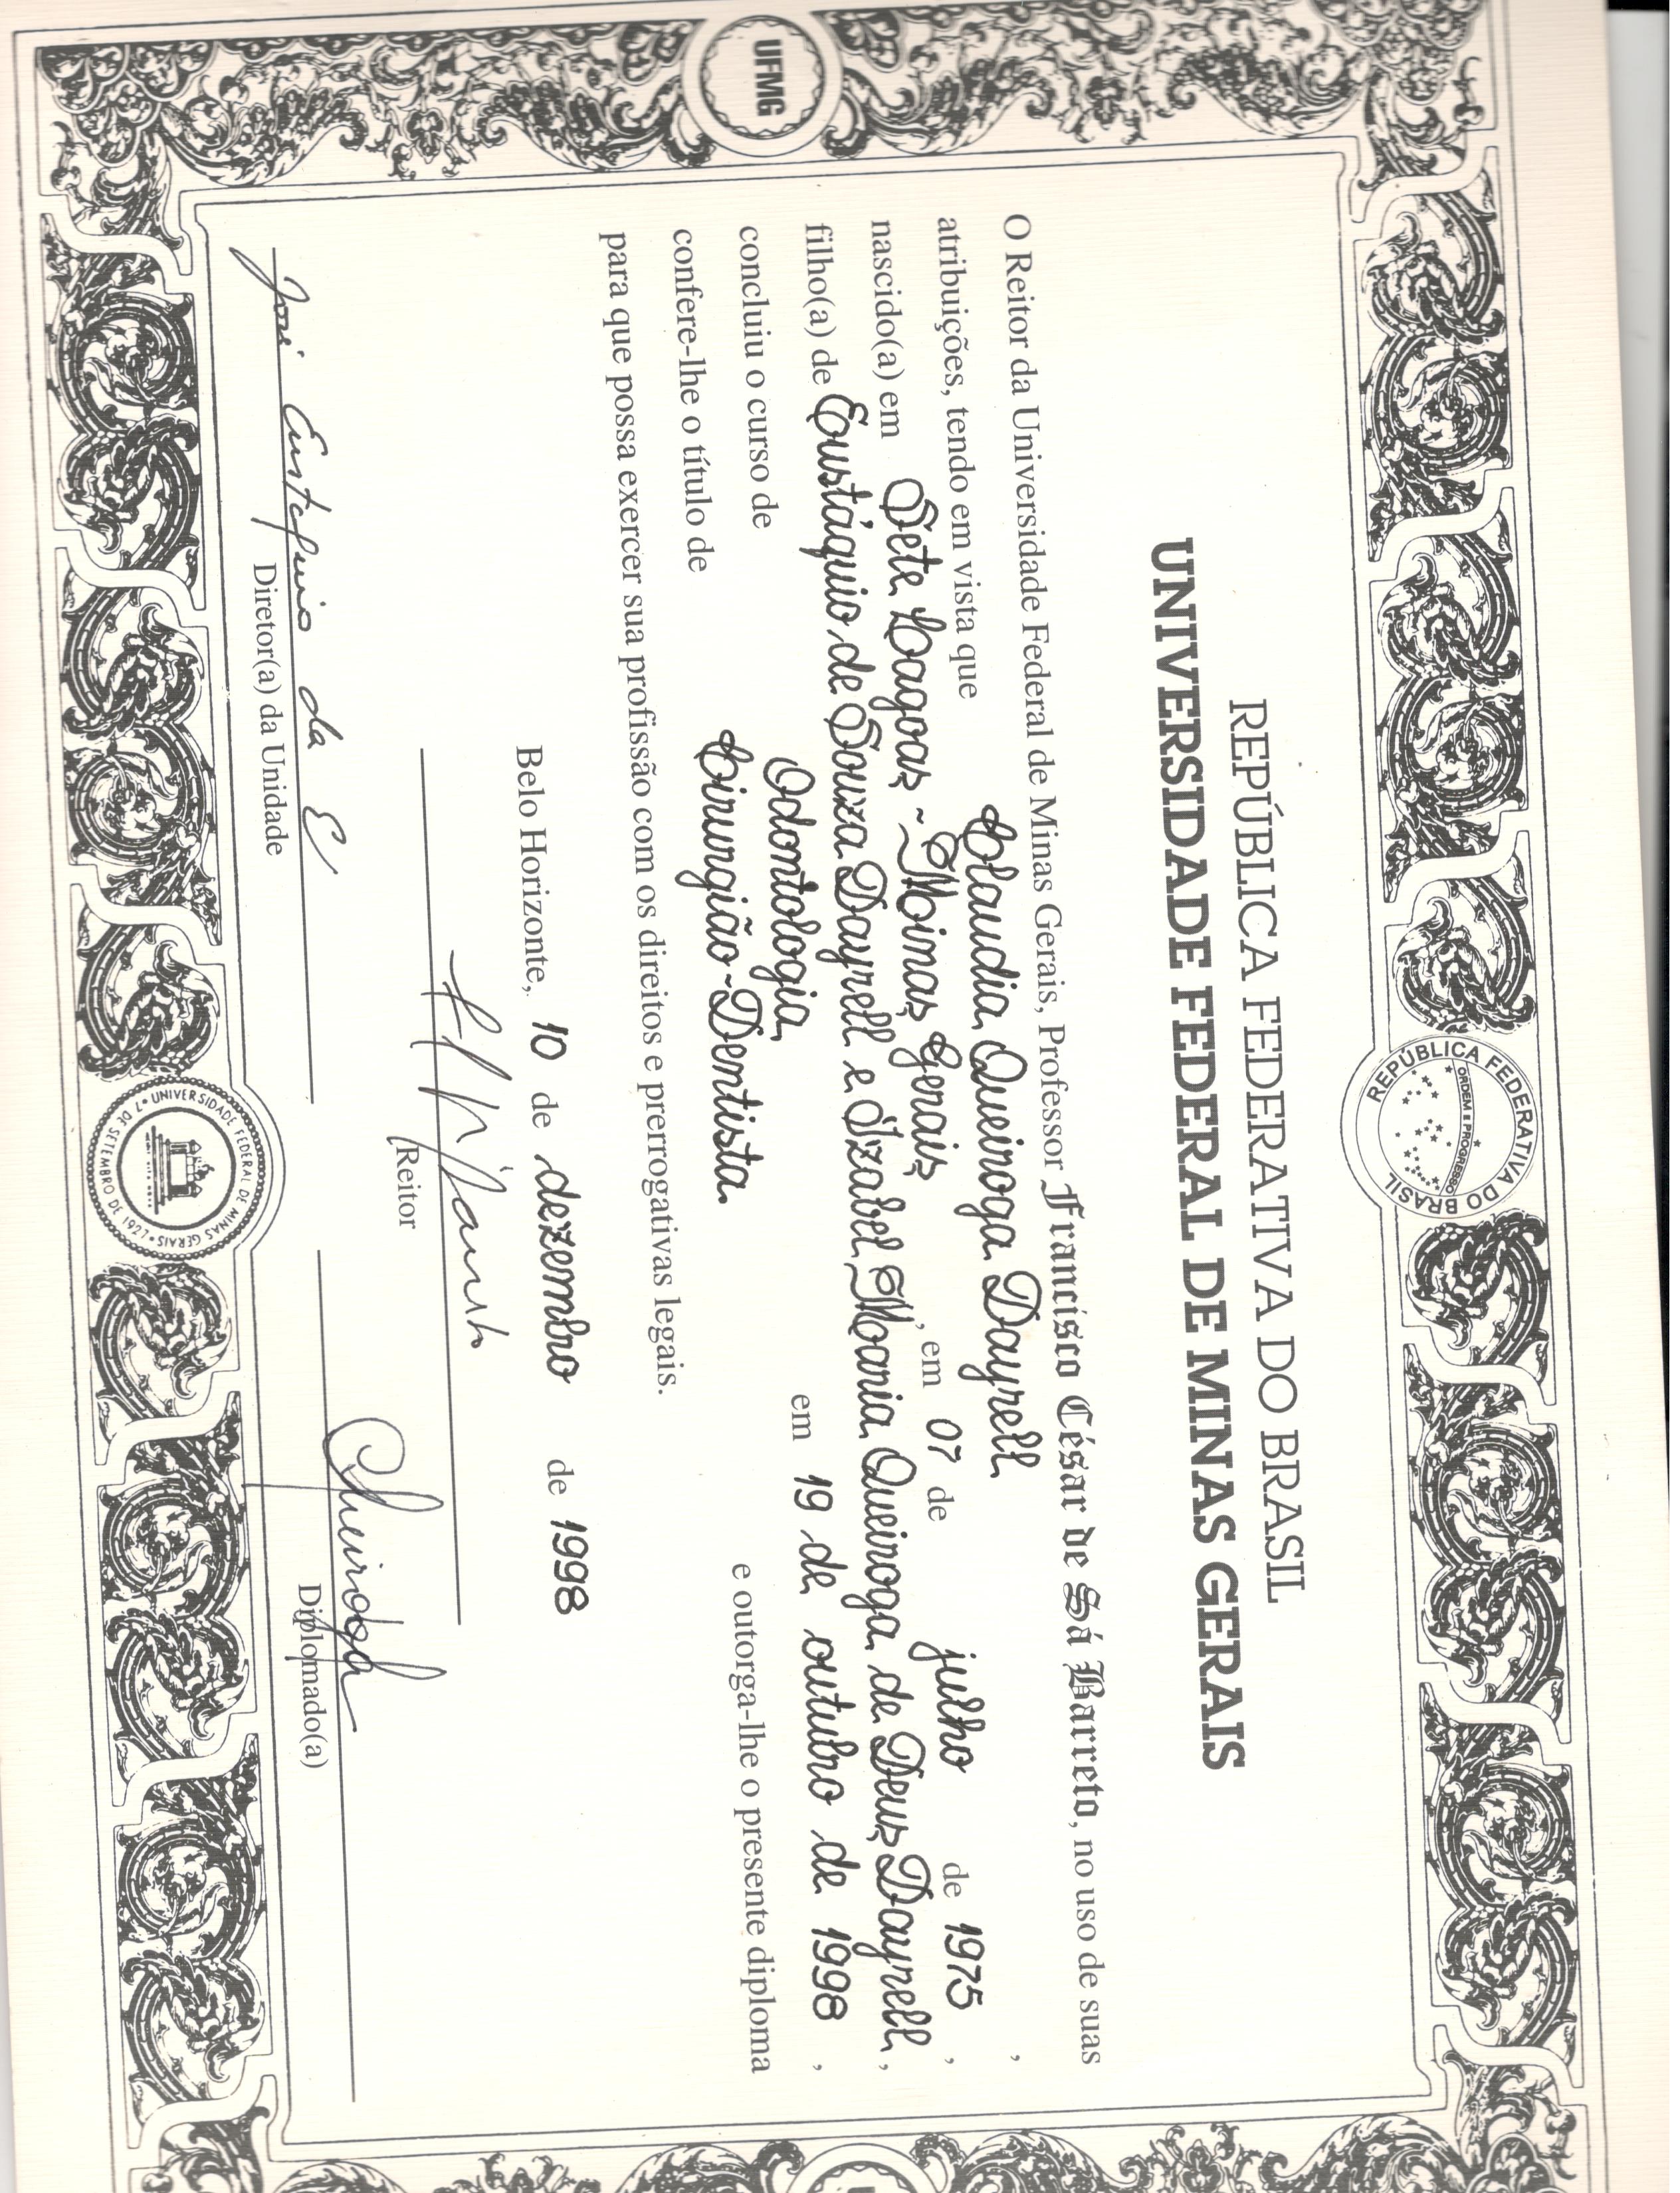 UFMG
REPÚBLICA FEDERATIVA DO BRASIL
ORDEM E PROGRESSO
REPÚBLICA FEDERATIVA DO BRASIL
UNIVERSIDADE FEDERAL DE MINAS GERAIS
O Reitor da Universidade Federal de Minas Gerais, Professor Francisco César de Sá Barreto, no uso de suas
atribuições, tendo em vista que Claudia Queiroga Dayrell ,
nascido(a) em Sete Lagoas - Minas Gerais , em 07 de julho de 1975 ,
filho(a) de Eustáquio de Souza Dayrell e Izabel Maria Queiroga de Deus Dayrell ,
concluiu o curso de Odontologia em 19 de outubro de 1998 ,
confere-lhe o título de Cirurgião-Dentista e outorga-lhe o presente diploma
para que possa exercer sua profissão com os direitos e prerrogativas legais.
Belo Horizonte, 10 de dezembro de 1998
Reitor
José Eustáquio da
Queiroga
Diretor(a) da Unidade
Diplomado(a)
UNIVERSIDADE FEDERAL DE MINAS GERAIS • 7 DE SETEMBRO DE 1927 •